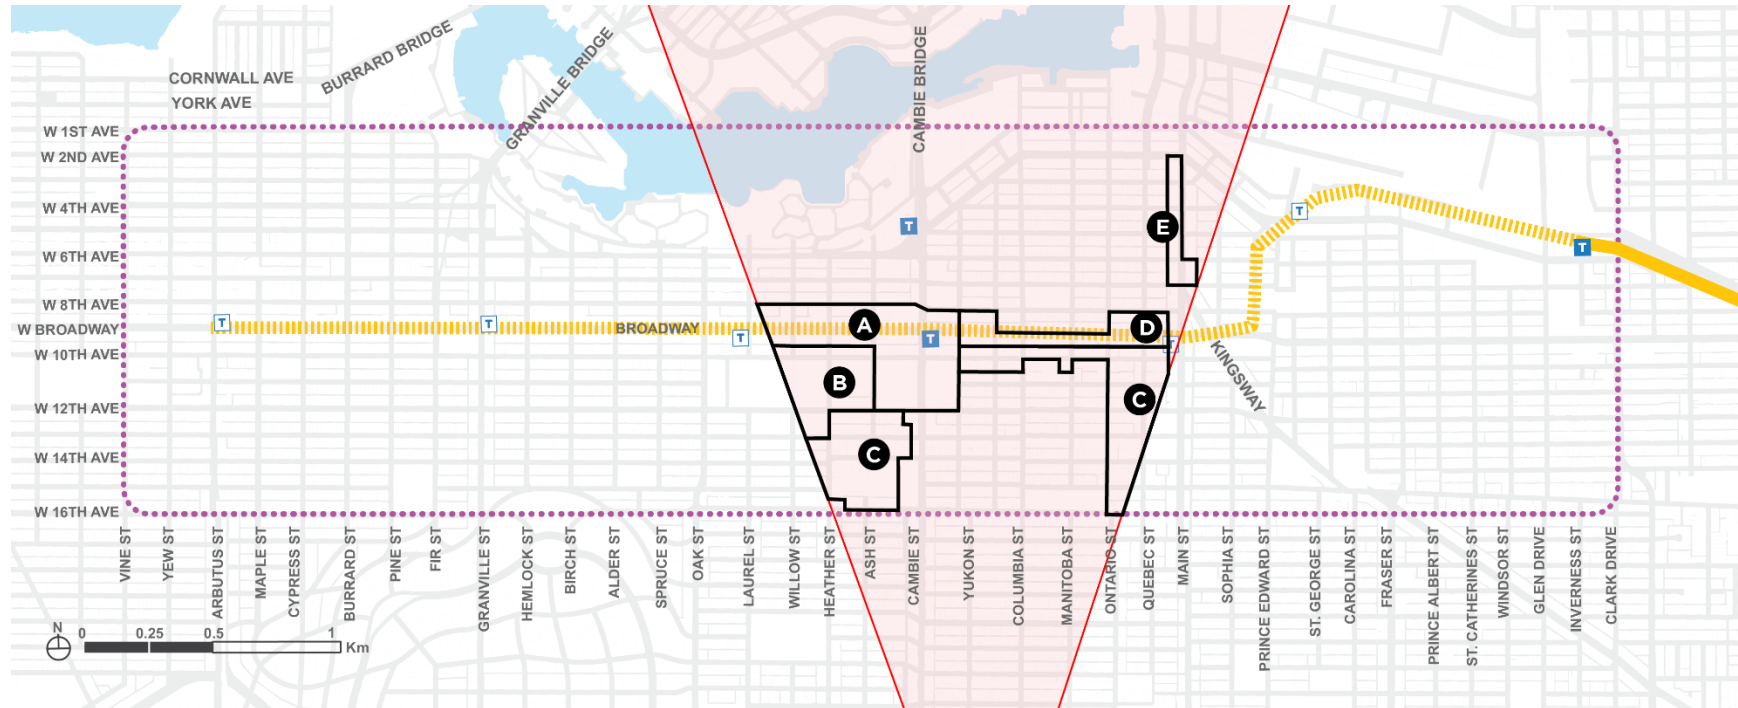 CORNWALL AVE
YORK AVE
BURRARD BRIDGE
GRANVILLE BRIDGE
CAMBIE BRIDGE
W 1ST AVE
W 2ND AVE
W 4TH AVE
W 6TH AVE
W 8TH AVE
W BROADWAY
W 10TH AVE
W 12TH AVE
W 14TH AVE
W 16TH AVE
BROADWAY
KINGSWAY
T
T
T
T
T
T
T
T
A
B
C
D
C
E
VINE ST
YEW ST
ARBUTUS ST
MAPLE ST
CYPRESS ST
BURRARD ST
PINE ST
FIR ST
GRANVILLE ST
HEMLOCK ST
BIRCH ST
ALDER ST
SPRUCE ST
OAK ST
LAUREL ST
WILLOW ST
HEATHER ST
ASH ST
CAMBIE ST
YUKON ST
COLUMBIA ST
MANITOBA ST
ONTARIO ST
QUEBEC ST
MAIN ST
SOPHIA ST
PRINCE EDWARD ST
ST. GEORGE ST
CAROLINA ST
FRASER ST
PRINCE ALBERT ST
ST. CATHERINES ST
WINDSOR ST
GLEN DRIVE
INVERNESS ST
CLARK DRIVE
N
0 0.25 0.5 1
Km